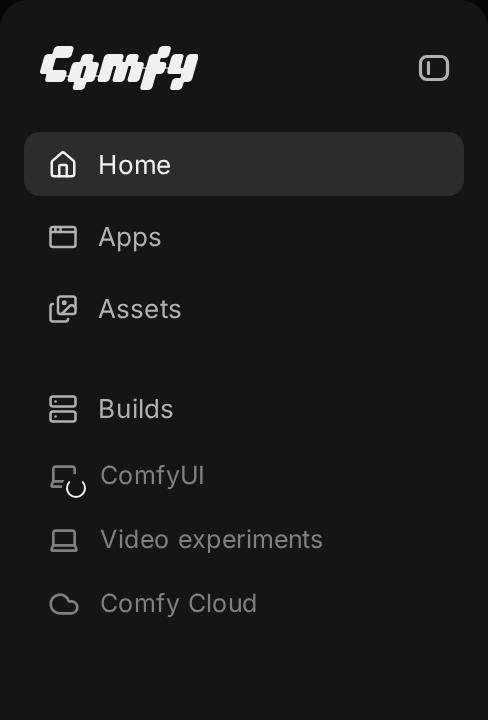 Comfy
Home
Apps
Assets
Builds
ComfyUI
Video experiments
Comfy Cloud